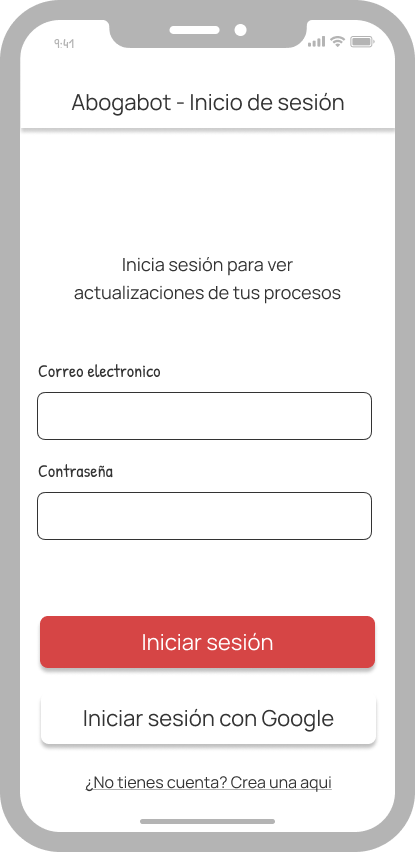 9:41
Abogabot - Inicio de sesión
Inicia sesión para ver
actualizaciones de tus procesos
Correo electronico
Contraseña
Iniciar sesión
Iniciar sesión con Google
¿No tienes cuenta? Crea una aqui